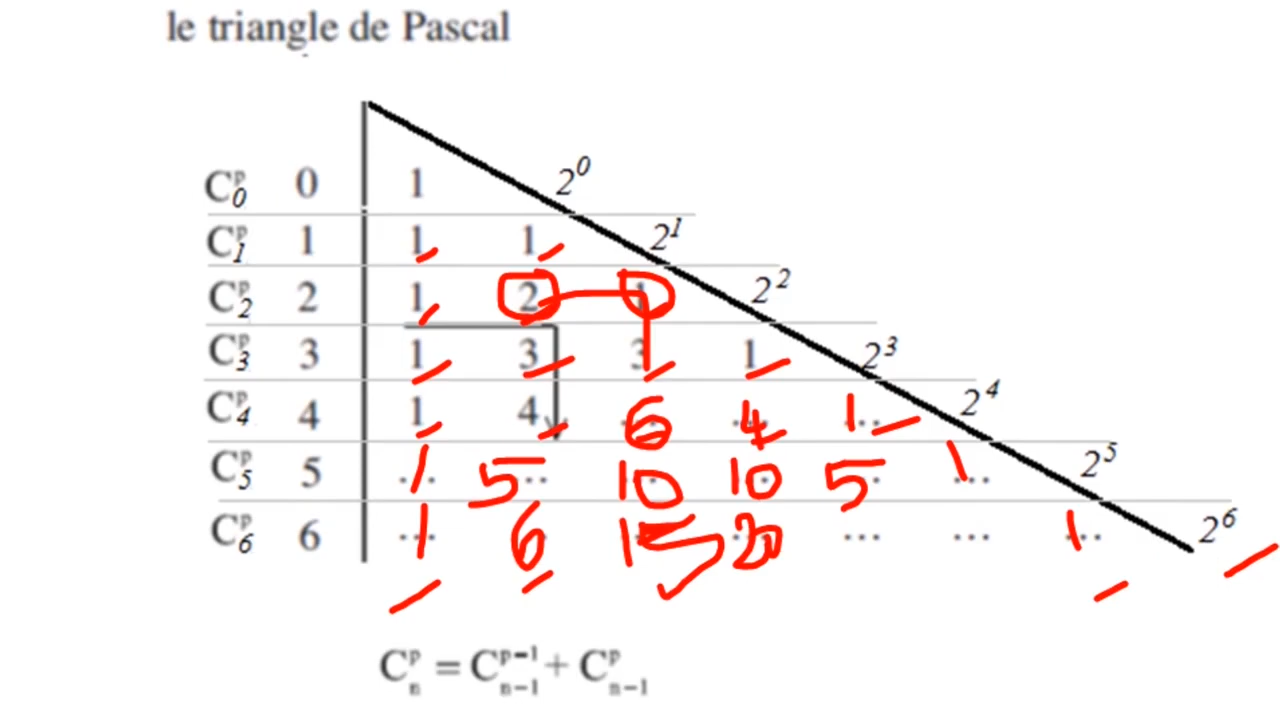 le triangle de Pascal
C₀ᵖ 0 1 2⁰
C₁ᵖ 1 1 1 2¹
C₂ᵖ 2 1 2 1 2²
C₃ᵖ 3 1 3 3 1 2³
C₄ᵖ 4 1 4 6 4 1 2⁴
C₅ᵖ 5 1 5 10 10 5 1 2⁵
C₆ᵖ 6 1 6 15 20 ... ... 1 2⁶
Cₙᵖ = Cₙ₋₁ᵖ⁻¹ + Cₙ₋₁ᵖ